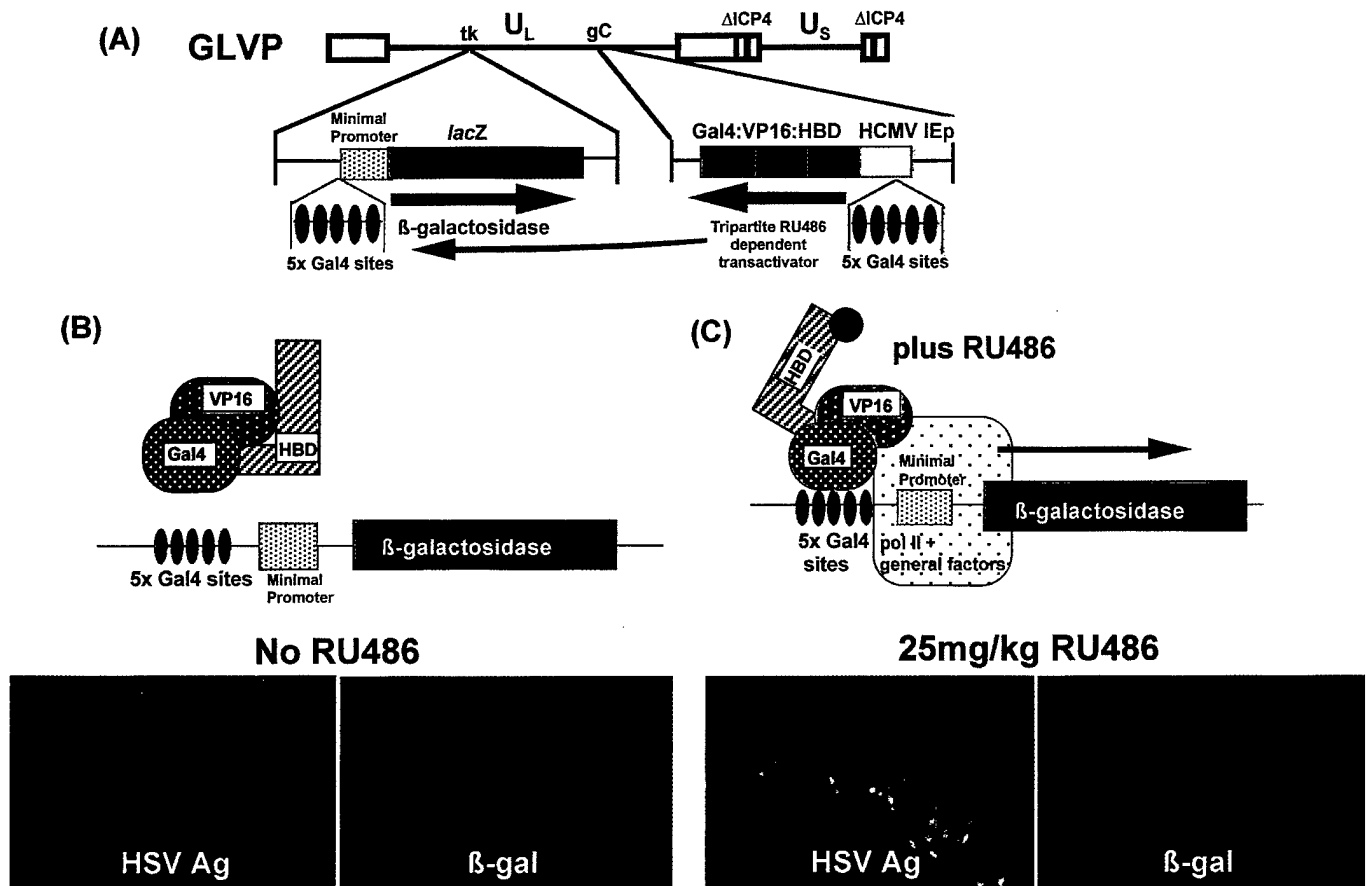 (A)
GLVP
tk
U_L
gC
ΔICP4
U_S
ΔICP4
Minimal
Promoter
lacZ
Gal4:VP16:HBD
HCMV IEp
ß-galactosidase
5x Gal4 sites
Tripartite RU486
dependent
transactivator
5x Gal4 sites
(B)
VP16
Gal4
HBD
5x Gal4 sites
Minimal
Promoter
ß-galactosidase
(C)
plus RU486
HBD
VP16
Gal4
Minimal
Promoter
ß-galactosidase
5x Gal4
sites
pol II +
general factors
No RU486
HSV Ag
ß-gal
25mg/kg RU486
HSV Ag
ß-gal